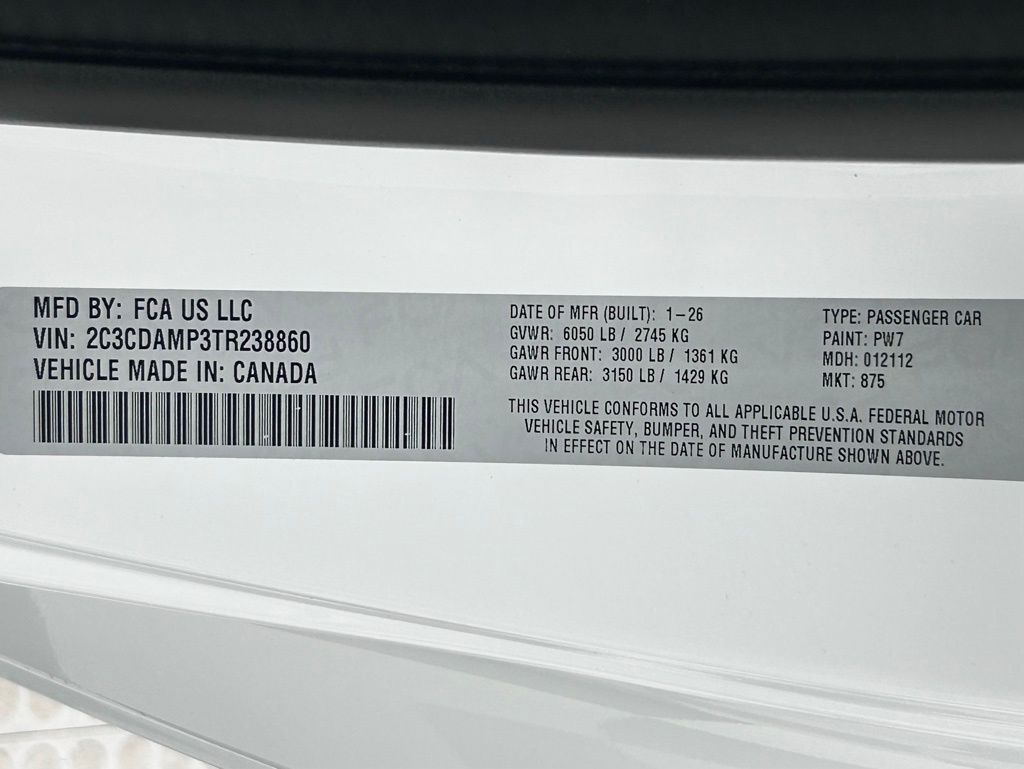 MFD BY: FCA US LLC
VIN: 2C3CDAMP3TR238860
VEHICLE MADE IN: CANADA
DATE OF MFR (BUILT): 1-26
GVWR: 6050 LB / 2745 KG
GAWR FRONT: 3000 LB / 1361 KG
GAWR REAR: 3150 LB / 1429 KG
TYPE: PASSENGER CAR
PAINT: PW7
MDH: 012112
MKT: 875
THIS VEHICLE CONFORMS TO ALL APPLICABLE U.S.A. FEDERAL MOTOR
VEHICLE SAFETY, BUMPER, AND THEFT PREVENTION STANDARDS
IN EFFECT ON THE DATE OF MANUFACTURE SHOWN ABOVE.